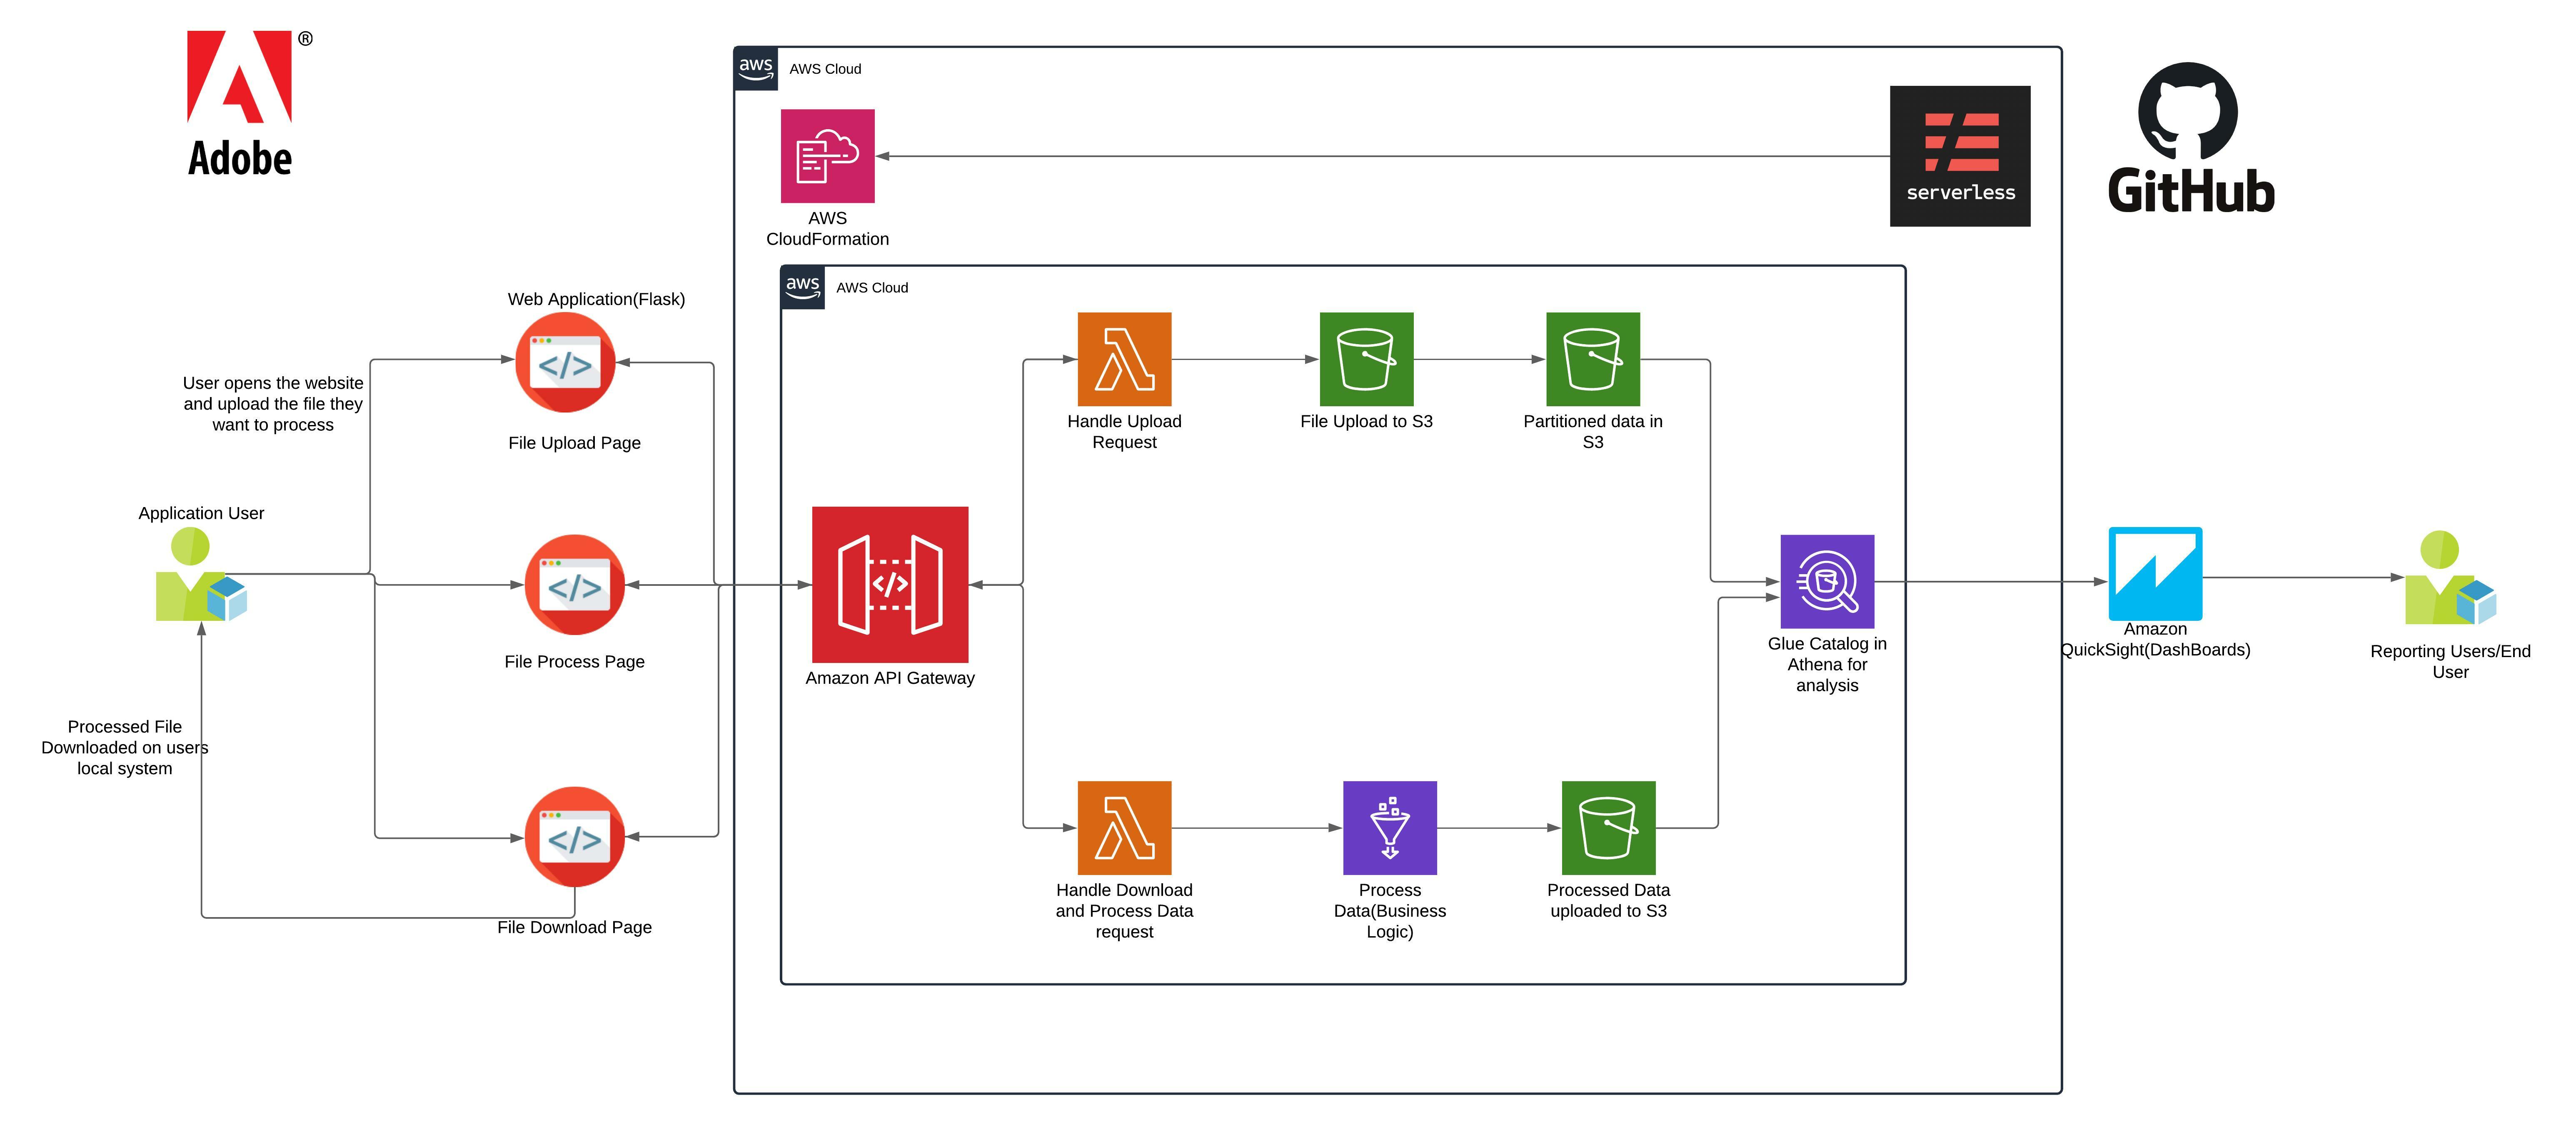 ®
Adobe
aws
AWS Cloud
serverless
GitHub
AWS
CloudFormation
aws
AWS Cloud
Web Application(Flask)
</>
User opens the website
and upload the file they
want to process
File Upload Page
Handle Upload
Request
File Upload to S3
Partitioned data in
S3
Application User
</>
File Process Page
</>
Amazon API Gateway
Glue Catalog in
Athena for
analysis
Amazon
QuickSight(DashBoards)
Reporting Users/End
User
Processed File
Downloaded on users
local system
</>
File Download Page
Handle Download
and Process Data
request
Process
Data(Business
Logic)
Processed Data
uploaded to S3